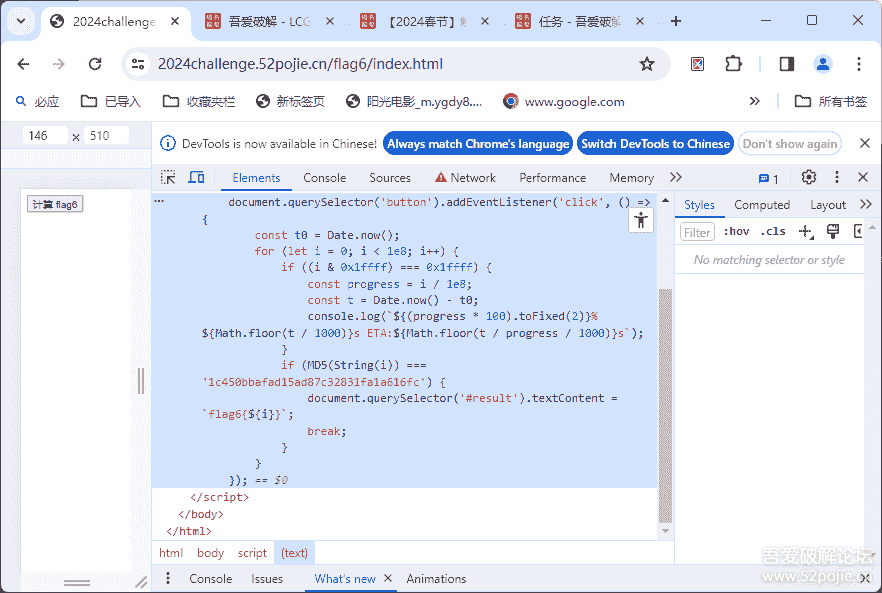 2024challenge.
吾爱破解 - LCG
【2024春节】
任务 - 吾爱破解
2024challenge.52pojie.cn/flag6/index.html
必应
已导入
收藏夹栏
新标签页
阳光电影_m.ygdy8....
www.google.com
所有书签
146 x 510
DevTools is now available in Chinese!
Always match Chrome's language
Switch DevTools to Chinese
Don't show again
Elements
Console
Sources
Network
Performance
Memory
1
计算 flag6
document.querySelector('button').addEventListener('click', () =>
{
const t0 = Date.now();
for (let i = 0; i < 1e8; i++) {
if ((i & 0x1ffff) === 0x1ffff) {
const progress = i / 1e8;
const t = Date.now() - t0;
console.log(`${(progress * 100).toFixed(2)}%
${Math.floor(t / 1000)}s ETA:${Math.floor(t / progress / 1000)}s`);
}
if (MD5(String(i)) ===
'1c450bbafad15ad87c32831fa1a616fc') {
document.querySelector('#result').textContent =
`flag6{${i}}`;
break;
}
}
}); == $0
</script>
</body>
</html>
Styles
Computed
Layout
Filter
:hov
.cls
No matching selector or style
html
body
script
(text)
Console
Issues
What's new
Animations
吾爱破解论坛
www.52pojie.cn